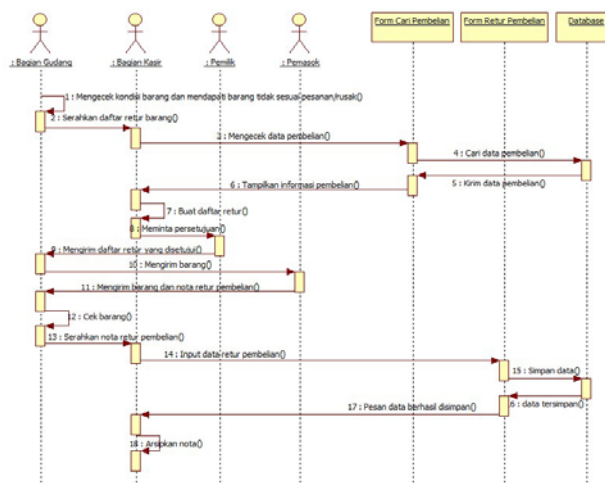 Form Cari Pembelian
Form Retur Pembelian
Database
: Bagian Gudang
: Bagian Kasir
: Pemilik
: Pemasok
1 : Mengecek kondisi barang dan mendapati barang tidak sesuai pesanan/rusak()
2 : Serahkan daftar retur barang()
3 : Mengecek data pembelian()
4 : Cari data pembelian()
5 : Kirim data pembelian()
6 : Tampilkan informasi pembelian()
7 : Buat daftar retur()
8 : Meminta persetujuan()
9 : Mengirim daftar retur yang disetujui()
10 : Mengirim barang()
11 : Mengirim barang dan nota retur pembelian()
12 : Cek barang()
13 : Serahkan nota retur pembelian()
14 : Input data retur pembelian()
15 : Simpan data()
16 : data tersimpan()
17 : Pesan data berhasil disimpan()
18 : Arsipkan nota()